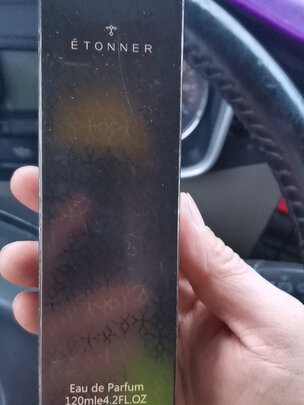 ÉTONNER
Eau de Parfum
120mle4.2FL.OZ